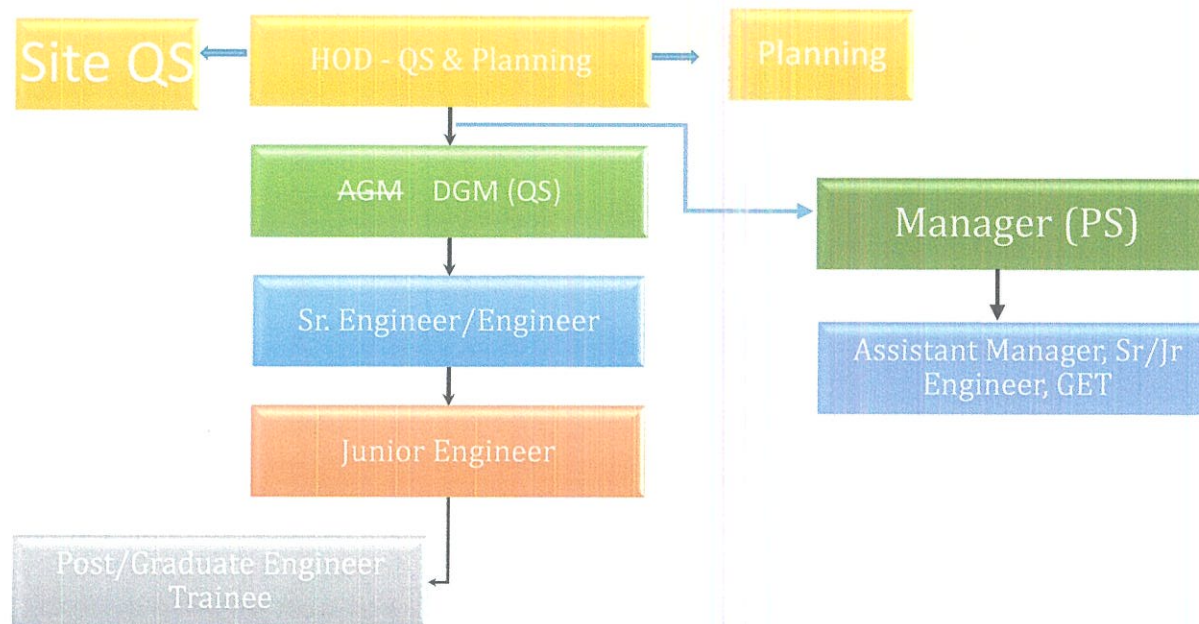 Site QS
HOD - QS & Planning
Planning
AGM DGM (QS)
Manager (PS)
Sr. Engineer/Engineer
Assistant Manager, Sr/Jr
Engineer, GET
Junior Engineer
Post/Graduate Engineer
Trainee